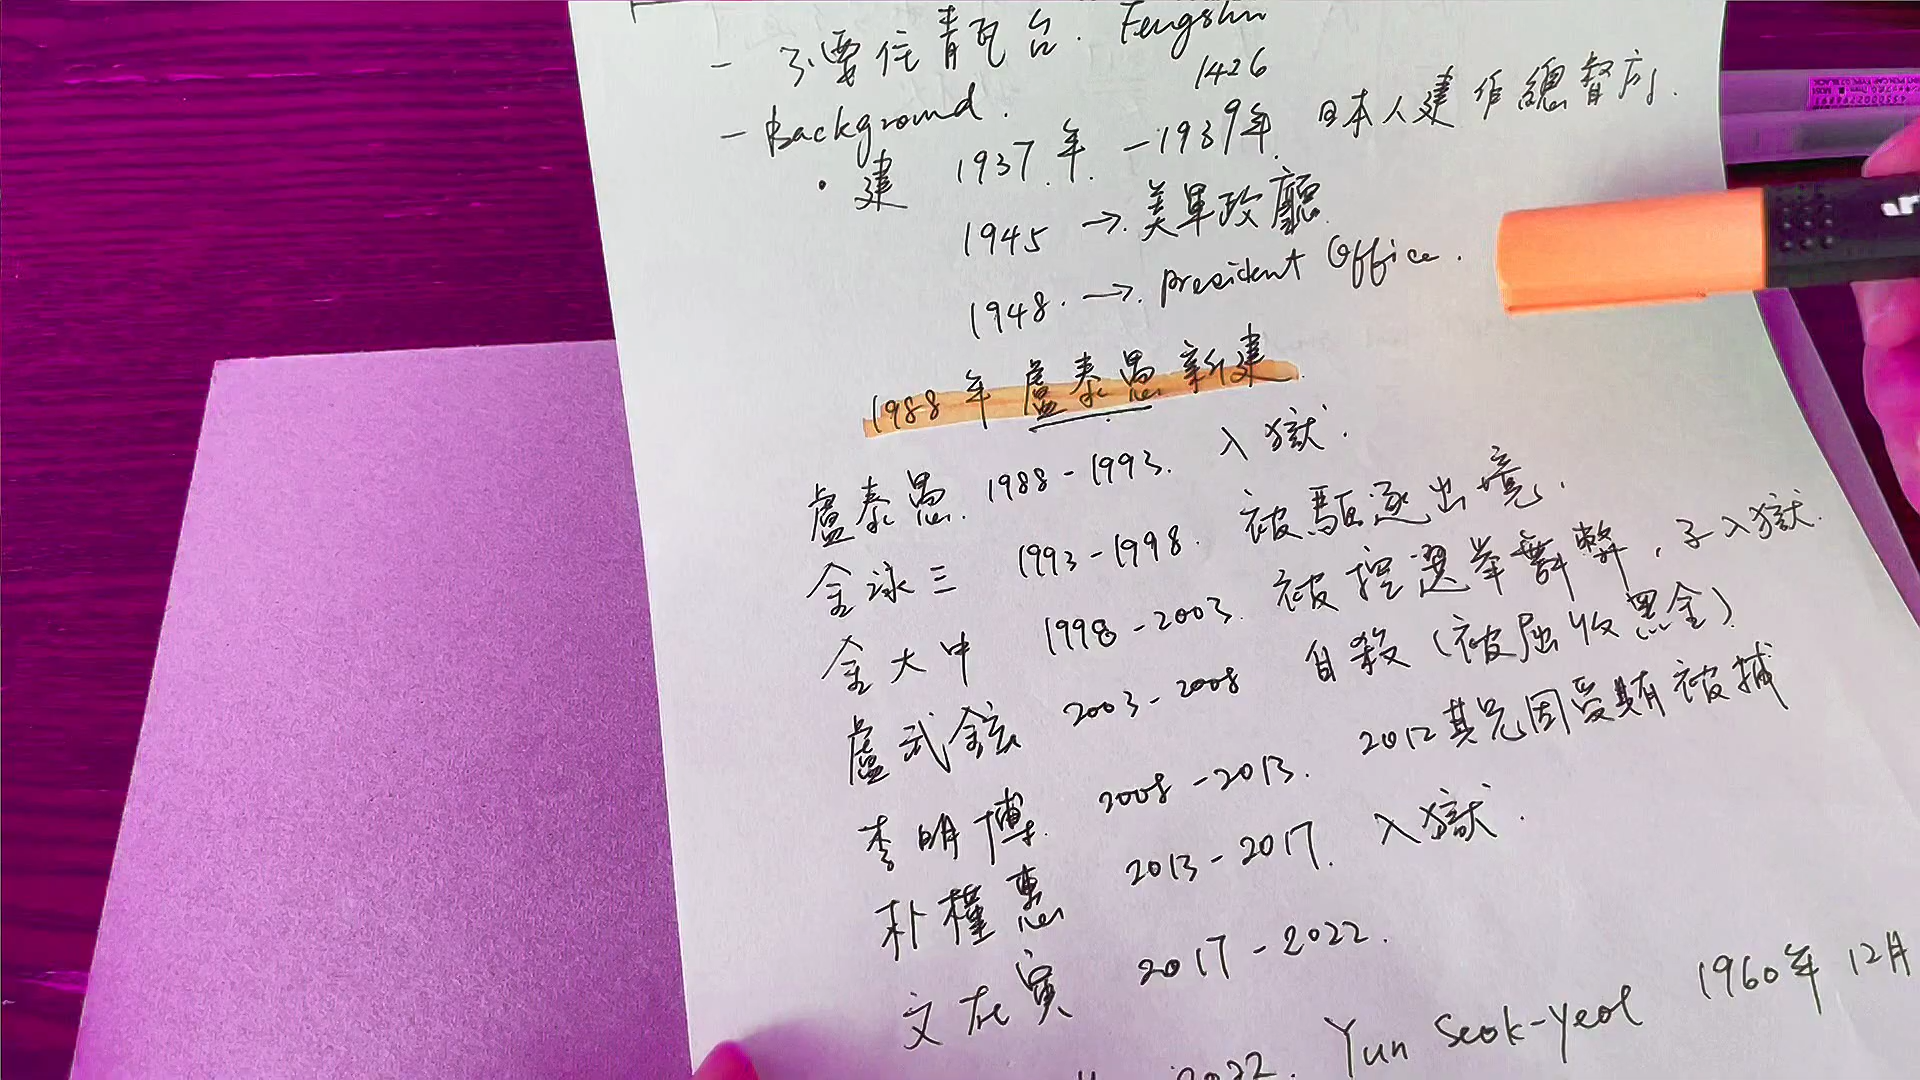 - 不要住青瓦台. Fengshui
1426
- Background.
· 建 1937年.-1939年. 日本人建作總督府.
1945 → 美軍政廳.
1948. → President Office.
1988年 盧泰愚 新建.
盧泰愚. 1988-1993. 入獄.
金泳三 1993-1998. 被驅逐出境.
金大中 1998-2003. 被控選举舞弊, 子入獄.
盧武鉉 2003-2008 自殺 (被屈收黑金)
李明博. 2008-2013. 2012其兄因受賄被捕
朴槿惠 2013-2017. 入獄.
文在寅 2017-2022.
2022. Yun Seok-Yeol 1960年12月